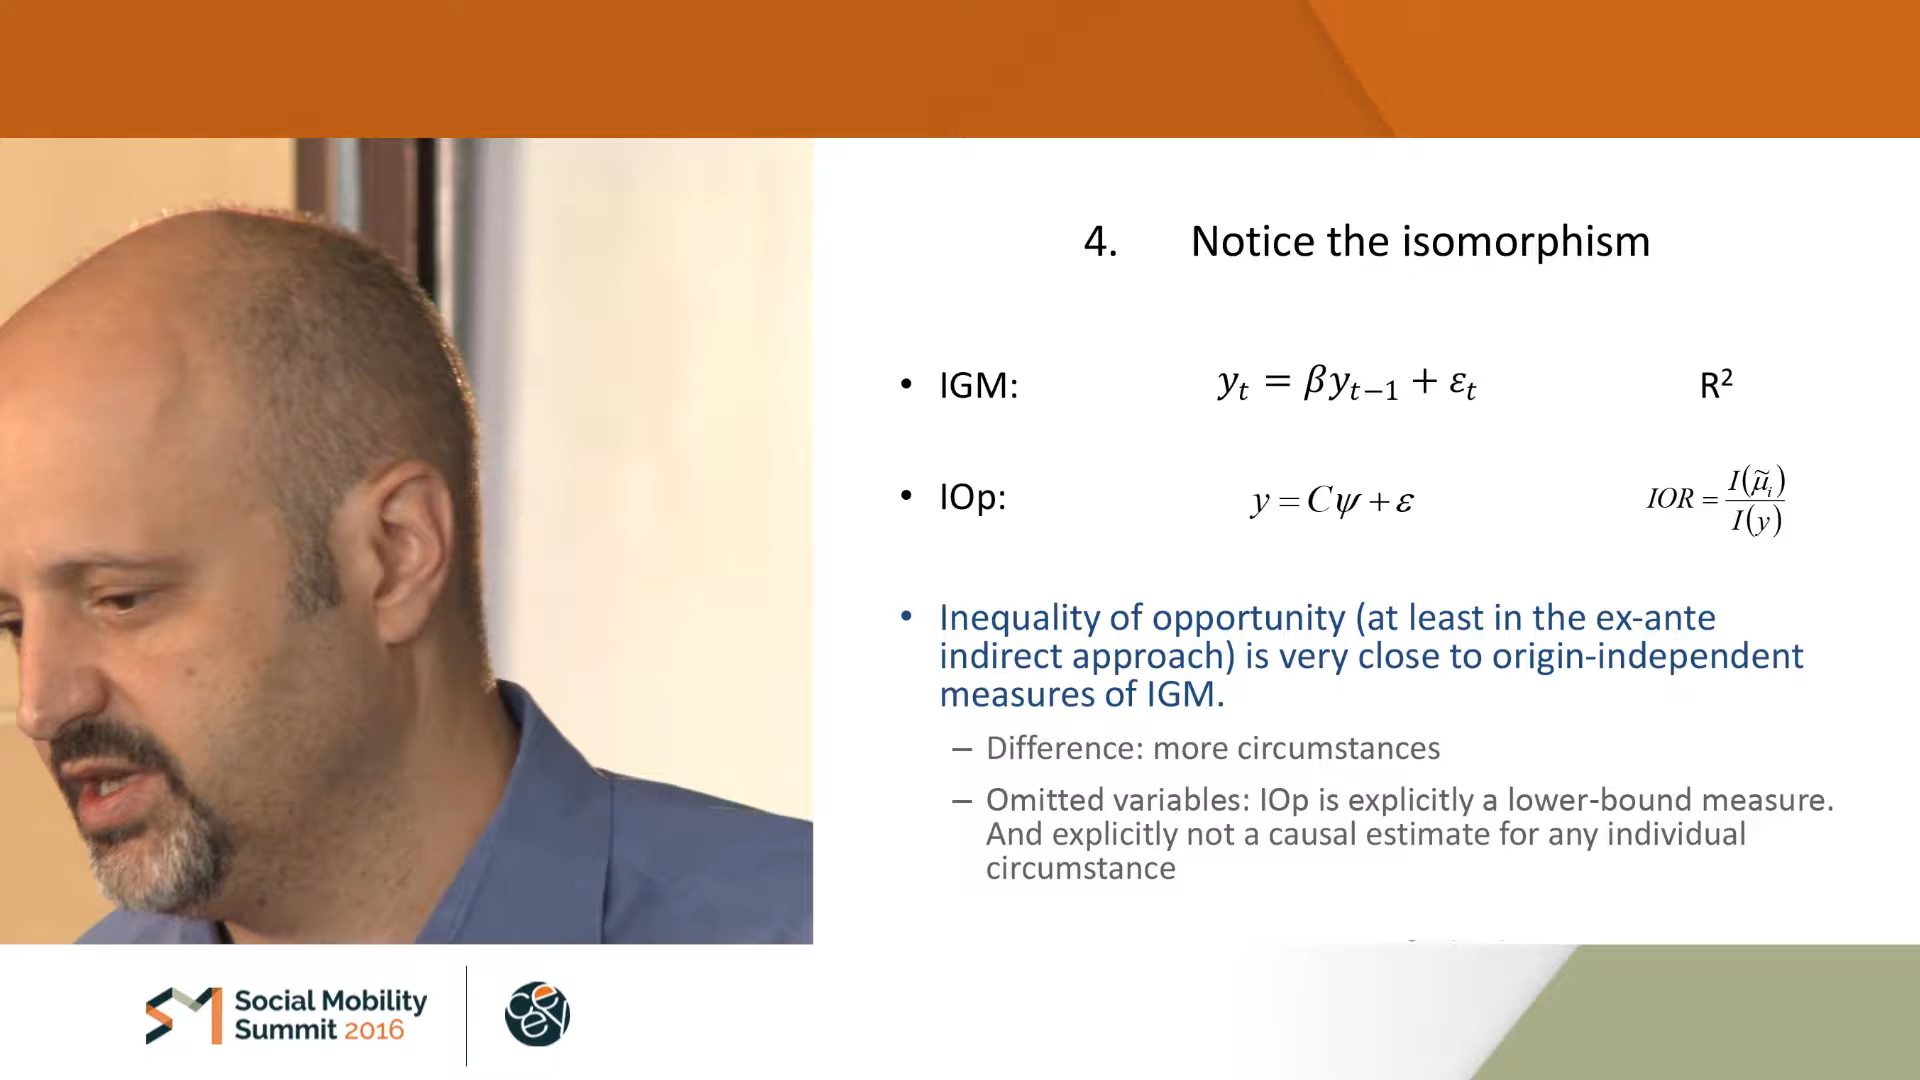 4. Notice the isomorphism
• IGM: yₜ = βyₜ₋₁ + εₜ R²
• IOp: y = Cψ + ε IOR = I(μ̃ᵢ) / I(y)
• Inequality of opportunity (at least in the ex-ante
indirect approach) is very close to origin-independent
measures of IGM.
– Difference: more circumstances
– Omitted variables: IOp is explicitly a lower-bound measure.
And explicitly not a causal estimate for any individual
circumstance
SM Social Mobility
Summit 2016
ceey